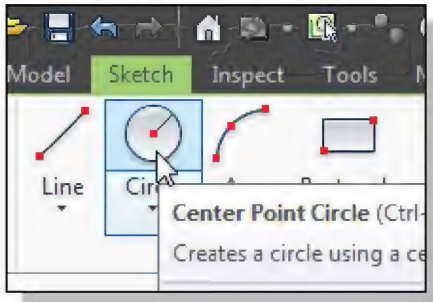 Model Sketch Inspect Tools
Line
Center Point Circle (Ctrl-
Creates a circle using a ce